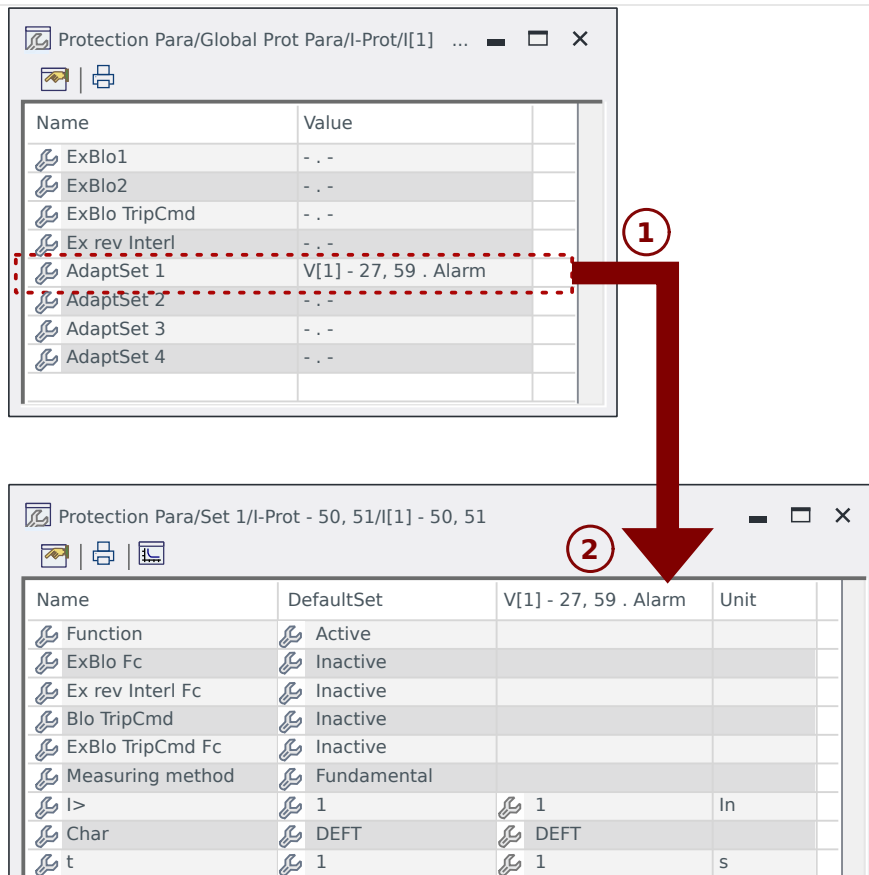 Protection Para/Global Prot Para/I-Prot/I[1] ...
Name Value
ExBlo1 - . -
ExBlo2 - . -
ExBlo TripCmd - . -
Ex rev Interl - . -
AdaptSet 1 V[1] - 27, 59 . Alarm
AdaptSet 2 - . -
AdaptSet 3 - . -
AdaptSet 4 - . -
1
Protection Para/Set 1/I-Prot - 50, 51/I[1] - 50, 51
2
Name DefaultSet V[1] - 27, 59 . Alarm Unit
Function Active
ExBlo Fc Inactive
Ex rev Interl Fc Inactive
Blo TripCmd Inactive
ExBlo TripCmd Fc Inactive
Measuring method Fundamental
I> 1 1 In
Char DEFT DEFT
t 1 1 s